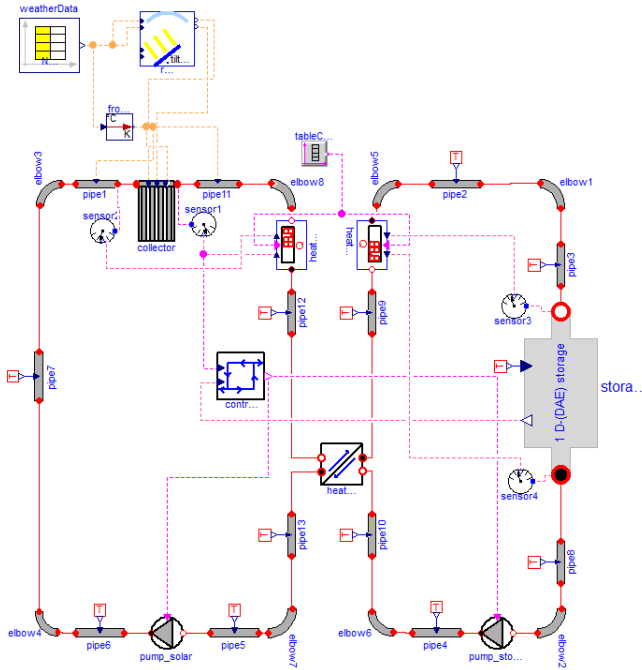 weatherData
N...
tilt...
r...
fro...
°C
K
tableC...
elbow3
pipe1
pipe11
elbow8
elbow5
pipe2
elbow1
T
sensor...
sensor1
collector
Q
heat...
Q
heat...
T
pipe3
sensor3
T
pipe12
T
pipe9
T
pipe7
contr...
1 D-(DAE) storage
stora...
heat...
sensor4
T
pipe13
T
pipe10
T
pipe8
T
T
T
elbow4
pipe6
pump_solar
pipe5
elbow7
elbow6
pipe4
pump_sto...
elbow2